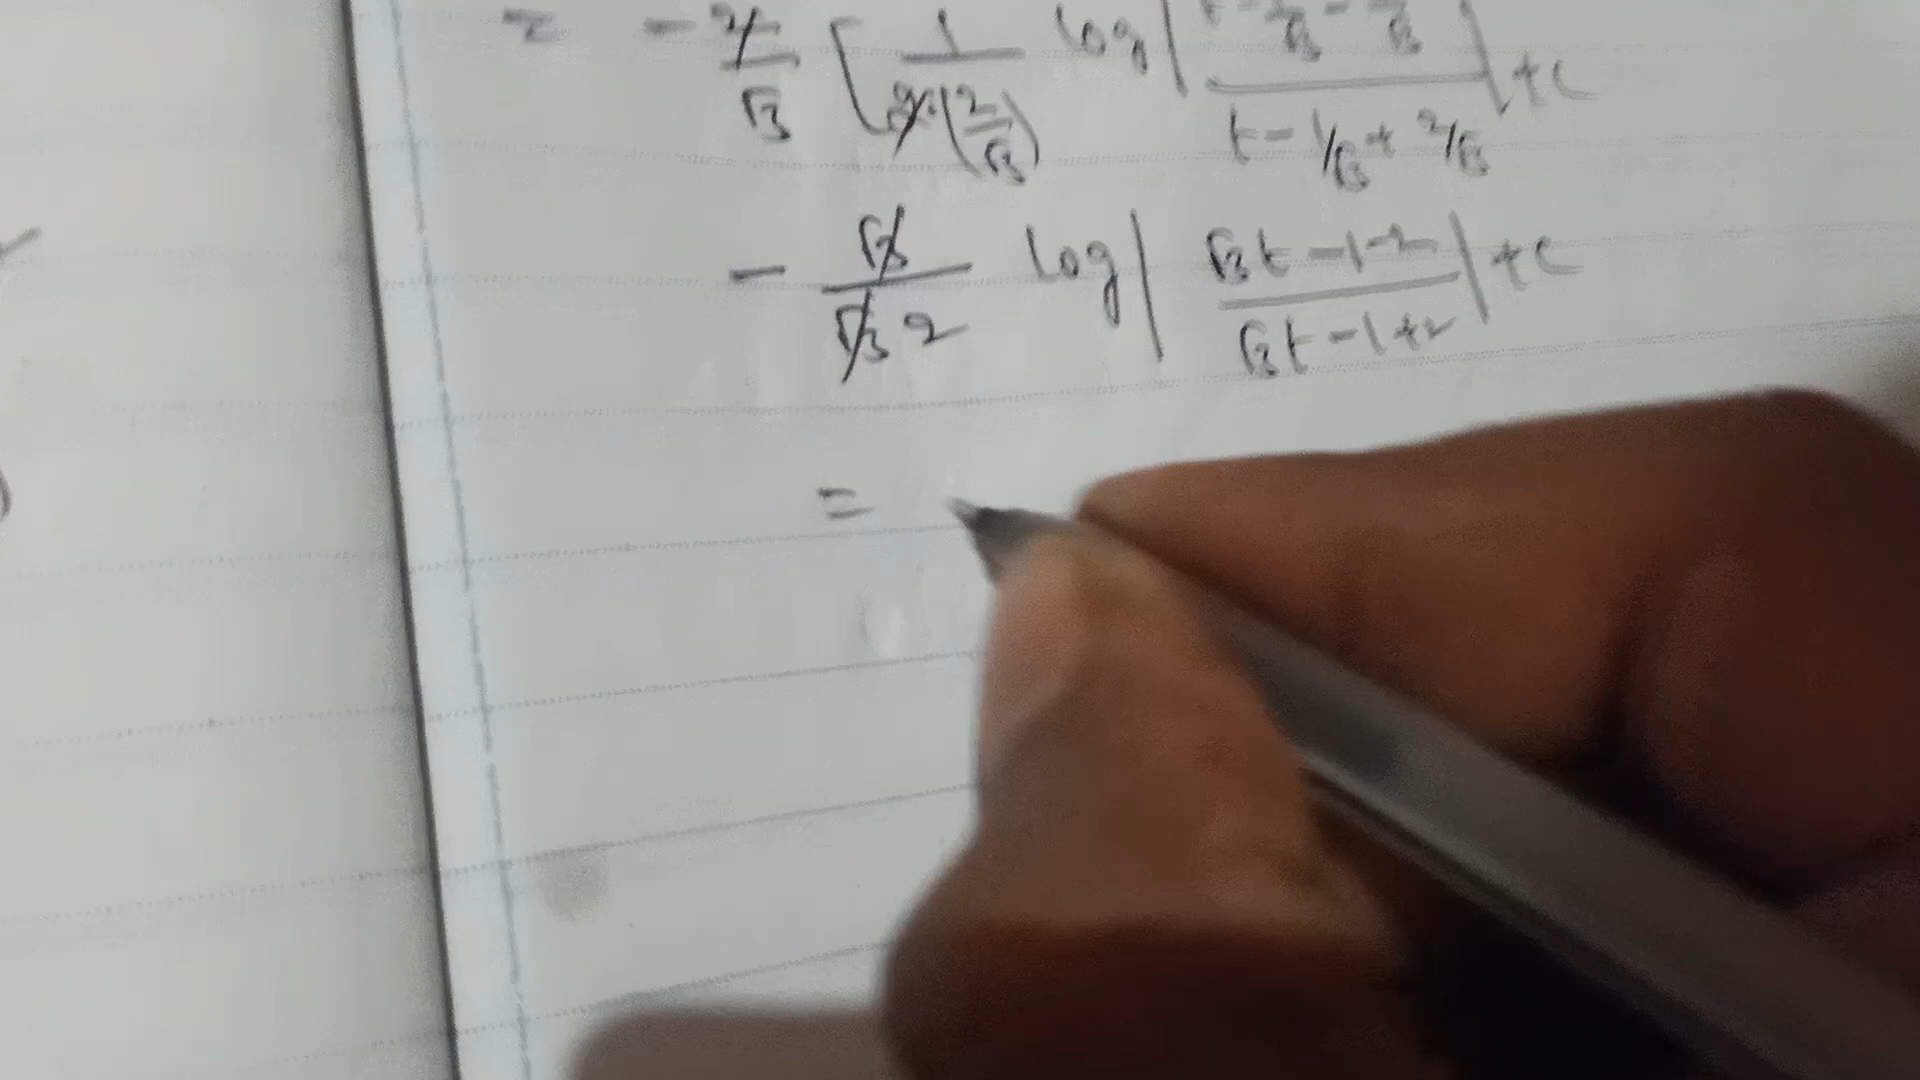 = - 2/√3 [ 1/(2·(2/√3)) log | (t - 1/√3 - 2/√3)/(t - 1/√3 + 2/√3) | + c
- √3/(√3 2) log | (√3t - 1 - 2)/(√3t - 1 + 2) | + c
=